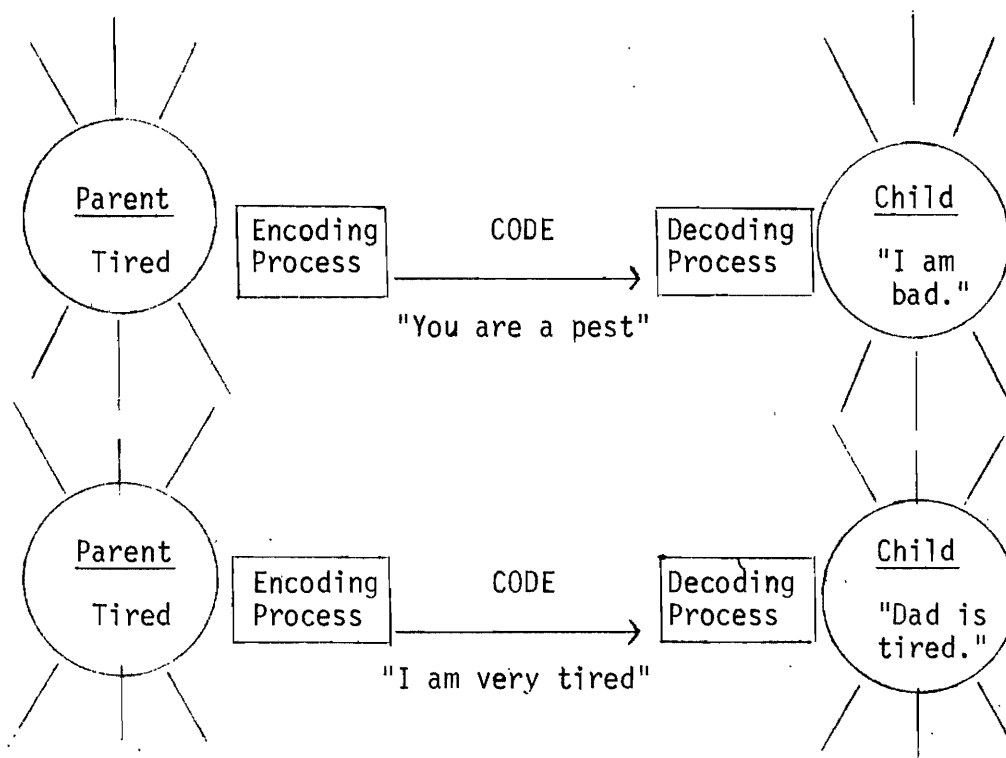 Parent
Tired
Encoding
Process
CODE
"You are a pest"
Decoding
Process
Child
"I am
bad."
Parent
Tired
Encoding
Process
CODE
"I am very tired"
Decoding
Process
Child
"Dad is
tired."